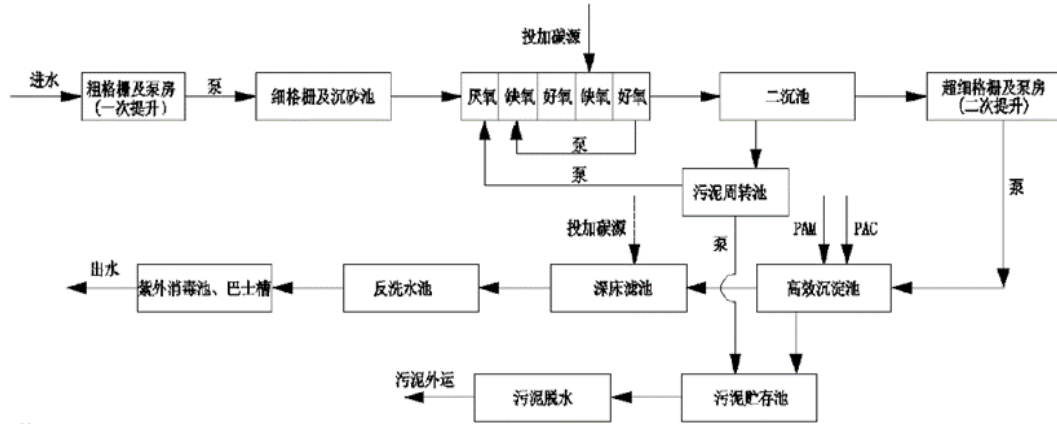 投加碳源
进水
粗格栅及泵房
(一次提升)
泵
细格栅及沉砂池
厌氧
缺氧
好氧
缺氧
好氧
二沉池
超细格栅及泵房
(二次提升)
泵
泵
污泥周转池
泵
投加碳源
泵
PAM
PAC
出水
紫外消毒池、巴士槽
反洗水池
深床滤池
高效沉淀池
污泥外运
污泥脱水
污泥贮存池